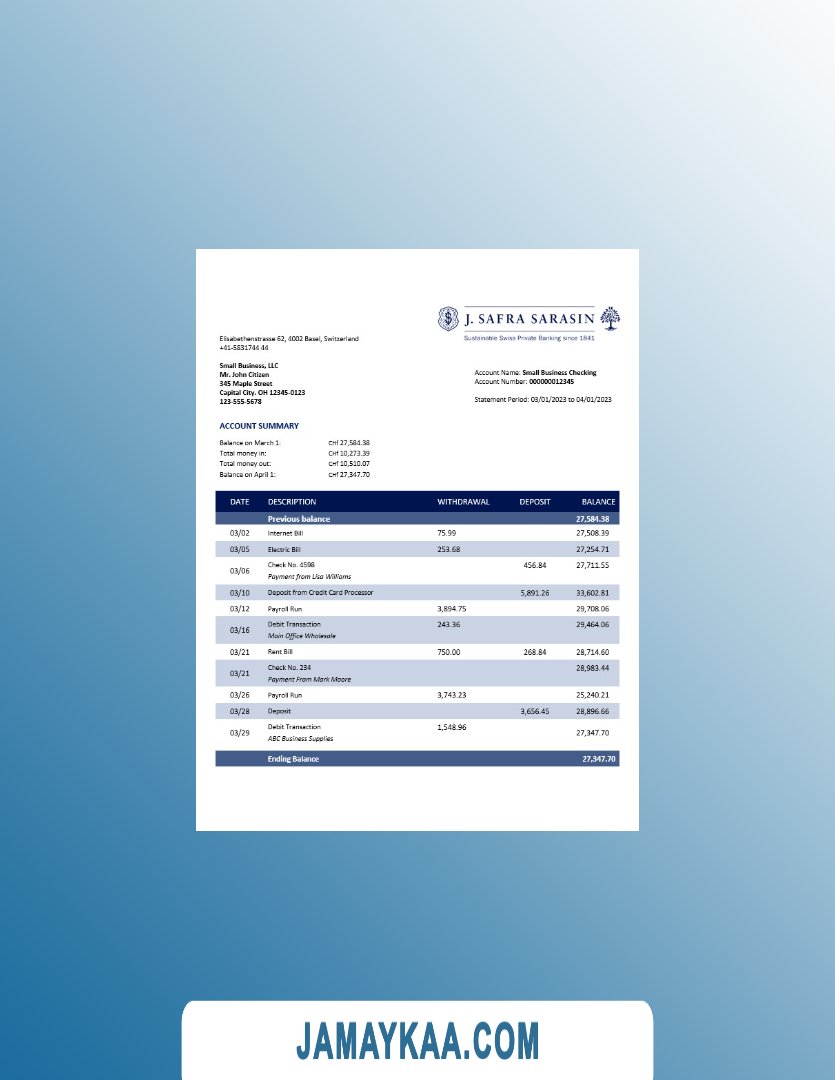 J. SAFRA SARASIN
Sustainable Swiss Private Banking since 1841
Elisabethenstrasse 62, 4002 Basel, Switzerland
+41-5831744 44
Small Business, LLC
Mr. John Citizen
345 Maple Street
Capital City. OH 12345-0123
123-555-5678
Account Name: Small Business Checking
Account Number: 000000012345
Statement Period: 03/01/2023 to 04/01/2023
ACCOUNT SUMMARY
Balance on March 1: CHf 27,584.38
Total money in: CHf 10,273.39
Total money out: CHf 10,510.07
Balance on April 1: CHf 27,347.70
DATE DESCRIPTION WITHDRAWAL DEPOSIT BALANCE
Previous balance 27,584.38
03/02 Internet Bill 75.99 27,508.39
03/05 Electric Bill 253.68 27,254.71
03/06 Check No. 4598 456.84 27,711.55
Payment from Lisa Williams
03/10 Deposit from Credit Card Processor 5,891.26 33,602.81
03/12 Payroll Run 3,894.75 29,708.06
03/16 Debit Transaction 243.36 29,464.06
Main Office Wholesale
03/21 Rent Bill 750.00 268.84 28,714.60
03/21 Check No. 234 28,983.44
Payment From Mark Moore
03/26 Payroll Run 3,743.23 25,240.21
03/28 Deposit 3,656.45 28,896.66
03/29 Debit Transaction 1,548.96 27,347.70
ABC Business Supplies
Ending Balance 27,347.70
JAMAYKAA.COM